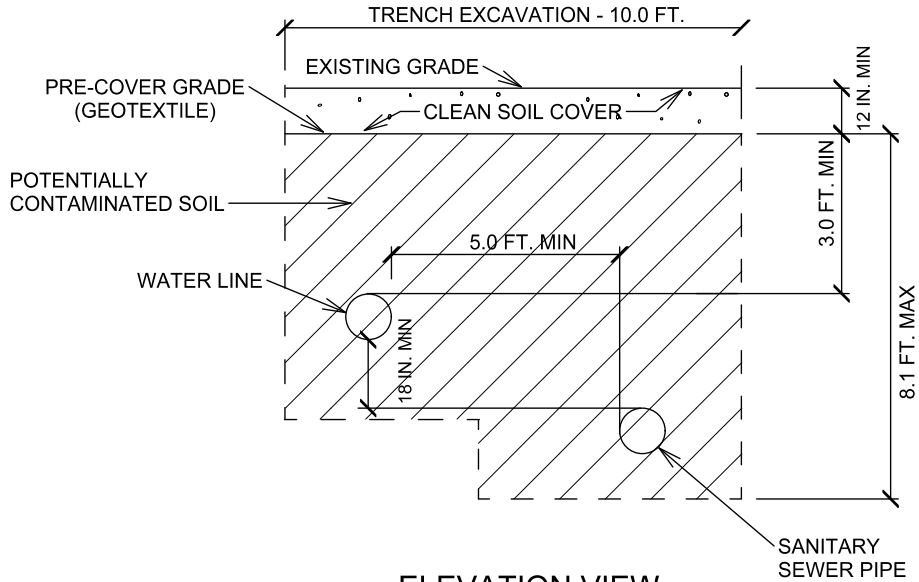 TRENCH EXCAVATION - 10.0 FT.
EXISTING GRADE
PRE-COVER GRADE
(GEOTEXTILE)
CLEAN SOIL COVER
12 IN. MIN
POTENTIALLY
CONTAMINATED SOIL
3.0 FT. MIN
5.0 FT. MIN
WATER LINE
18 IN. MIN
8.1 FT. MAX
SANITARY
SEWER PIPE
ELEVATION VIEW